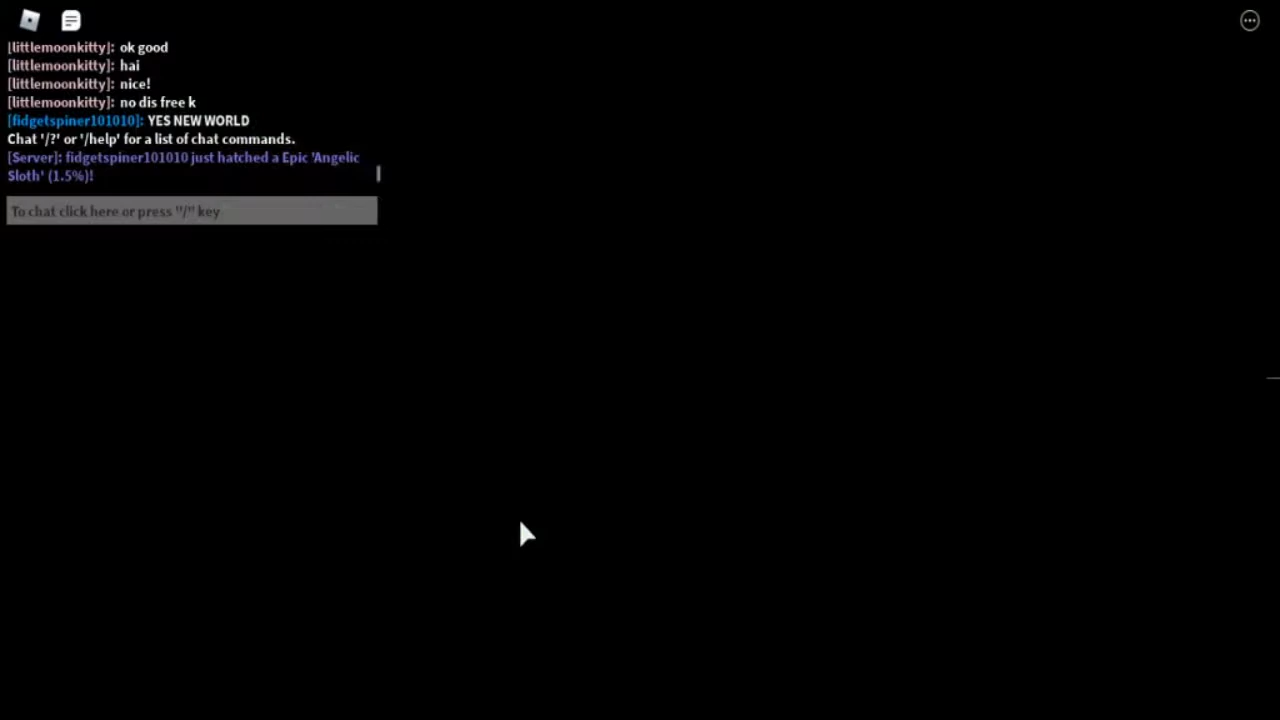 [littlemoonkitty]: ok good
[littlemoonkitty]: hai
[littlemoonkitty]: nice!
[littlemoonkitty]: no dis free k
[fidgetspiner101010]: YES NEW WORLD
Chat '/?' or '/help' for a list of chat commands.
[Server]: fidgetspiner101010 just hatched a Epic 'Angelic
Sloth' (1.5%)!
To chat click here or press "/" key